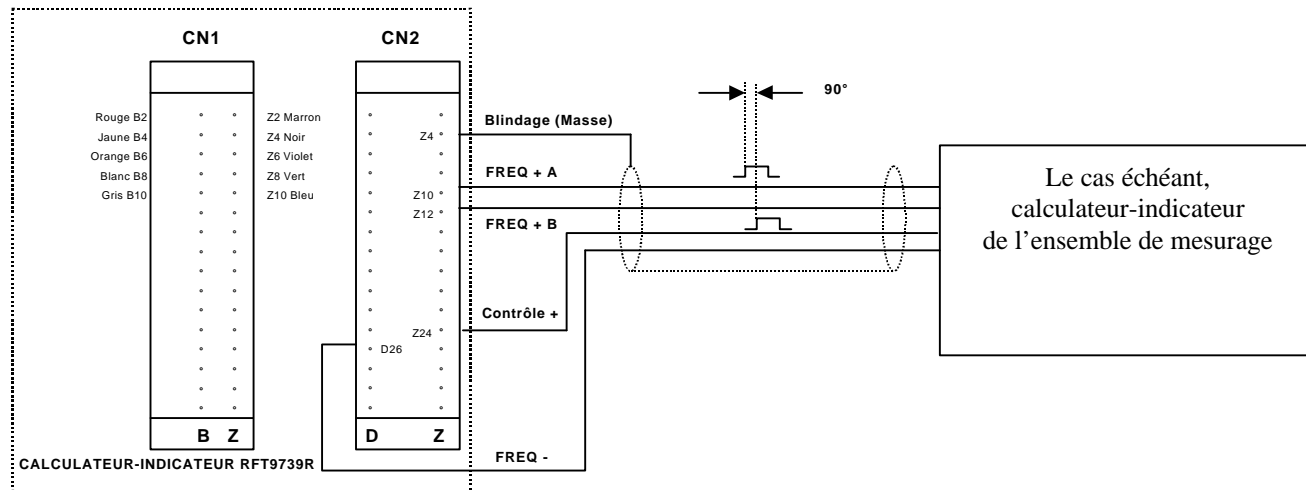 CN1
CN2
90°
Rouge B2
Z2 Marron
Blindage (Masse)
Jaune B4
Z4 Noir
Z4
Orange B6
Z6 Violet
Blanc B8
Z8 Vert
FREQ + A
Gris B10
Z10 Bleu
Z10
Z12
FREQ + B
Le cas échéant,
calculateur-indicateur
de l'ensemble de mesurage
Contrôle +
Z24
D26
B Z
D Z
CALCULATEUR-INDICATEUR RFT9739R
FREQ -